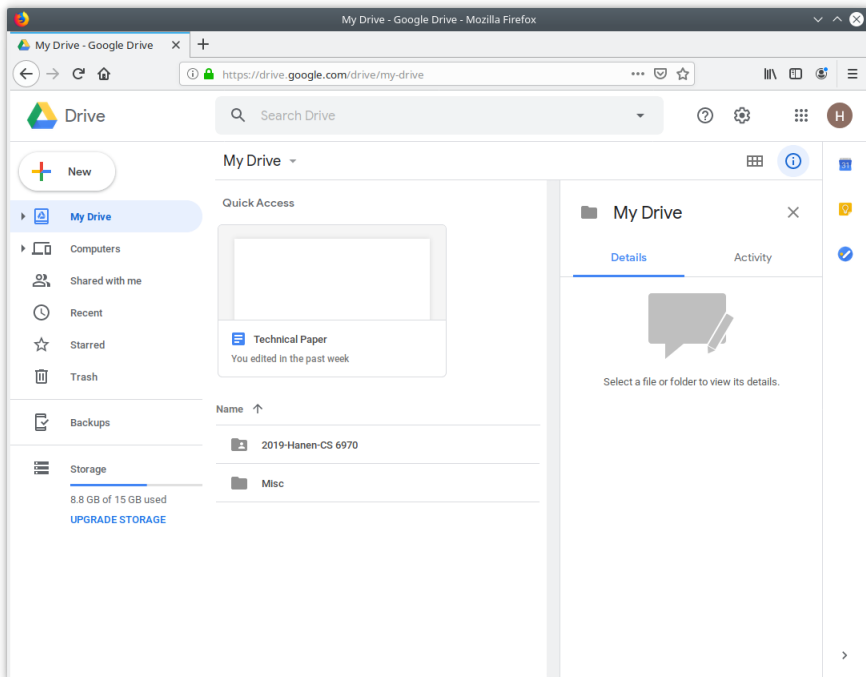 My Drive - Google Drive - Mozilla Firefox
My Drive - Google Drive
https://drive.google.com/drive/my-drive
Drive
Search Drive
H
New
My Drive
Computers
Shared with me
Recent
Starred
Trash
Backups
Storage
8.8 GB of 15 GB used
UPGRADE STORAGE
My Drive
Quick Access
Technical Paper
You edited in the past week
Name
2019-Hanen-CS 6970
Misc
My Drive
Details
Activity
Select a file or folder to view its details.
31